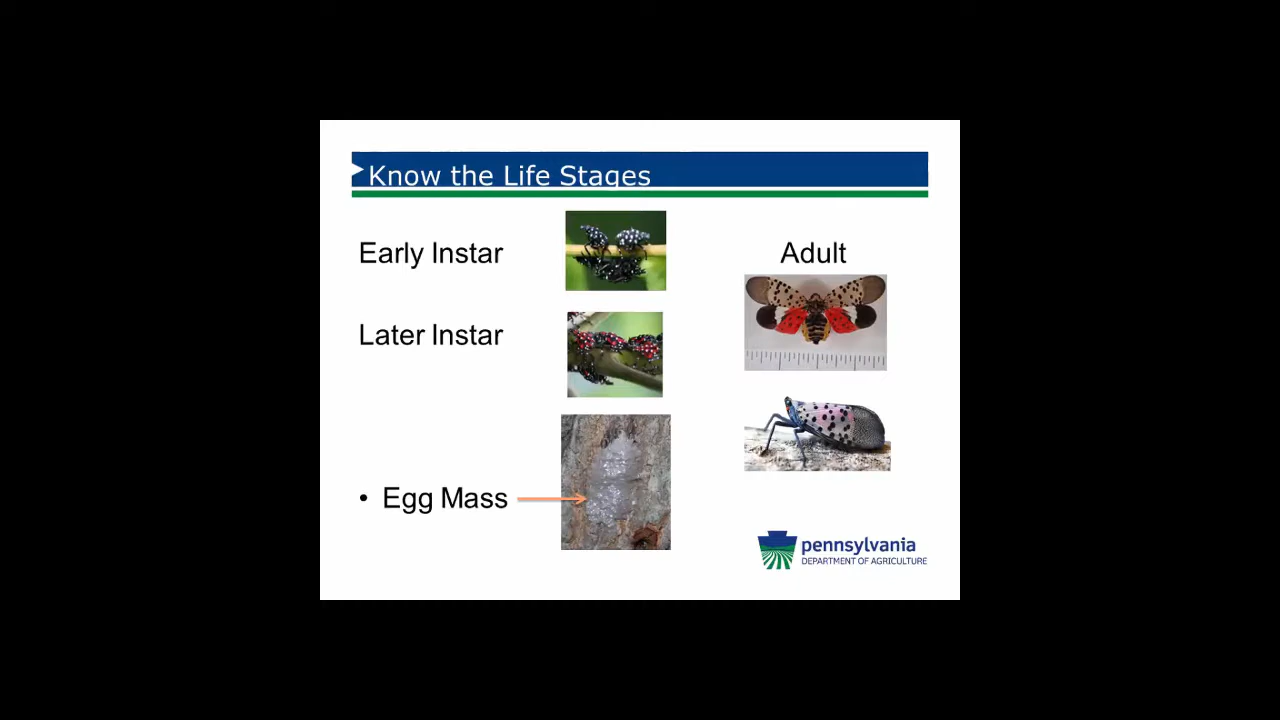 Know the Life Stages
Early Instar
Adult
Later Instar
• Egg Mass
pennsylvania
DEPARTMENT OF AGRICULTURE